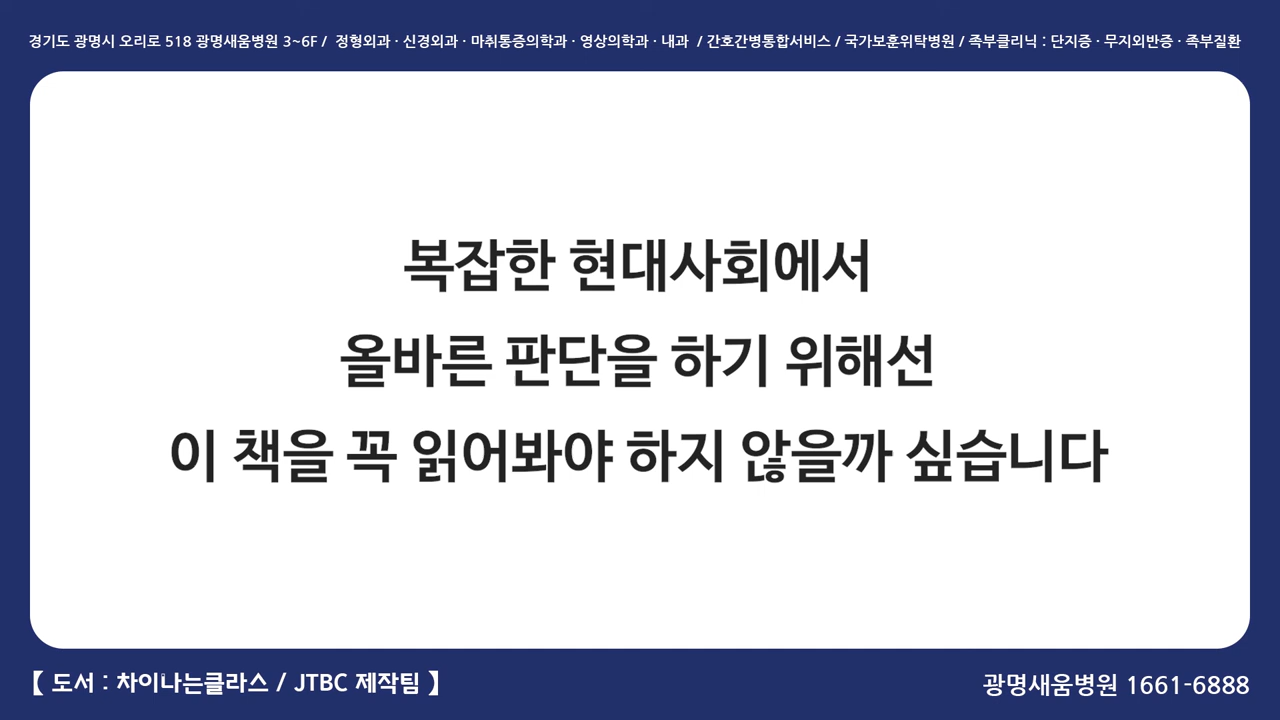 경기도 광명시 오리로 518 광명새움병원 3~6F / 정형외과 · 신경외과 · 마취통증의학과 · 영상의학과 · 내과 / 간호간병통합서비스 / 국가보훈위탁병원 / 족부클리닉 : 단지증 · 무지외반증 · 족부질환
복잡한 현대사회에서
올바른 판단을 하기 위해선
이 책을 꼭 읽어봐야 하지 않을까 싶습니다
【 도서 : 차이나는클라스 / JTBC 제작팀 】
광명새움병원 1661-6888